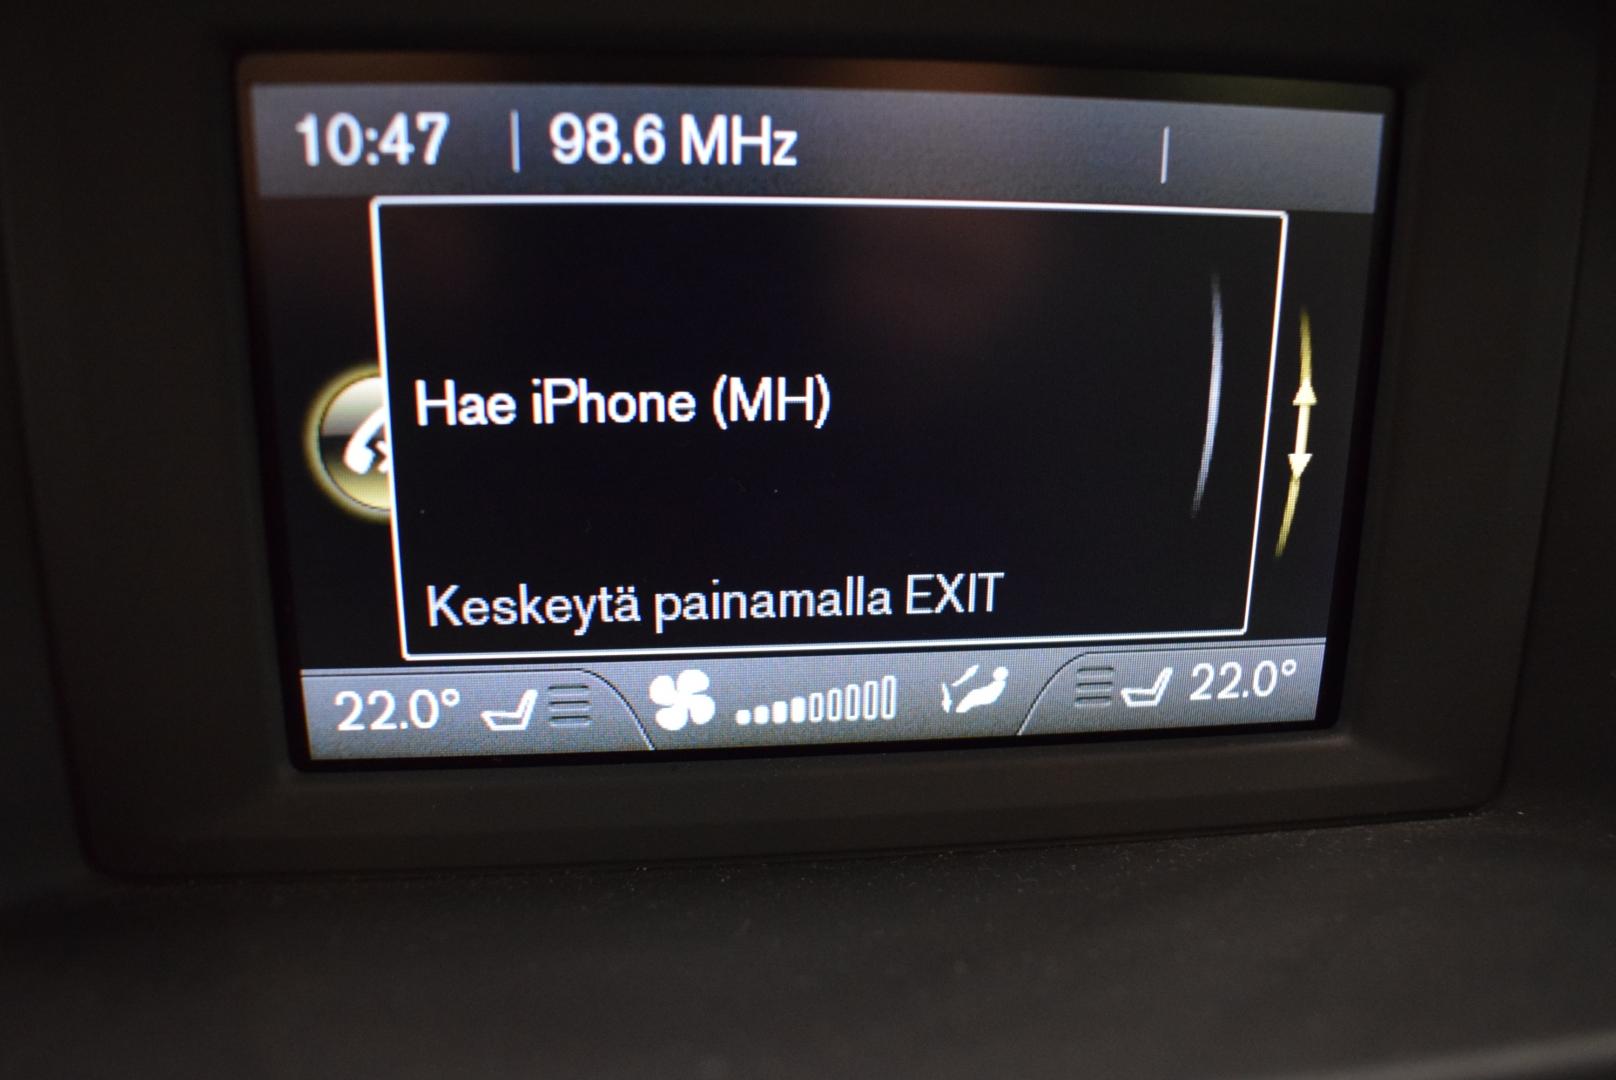 10:47 | 98.6 MHz |
Hae iPhone (MH)
Keskeytä painamalla EXIT
22.0° 22.0°